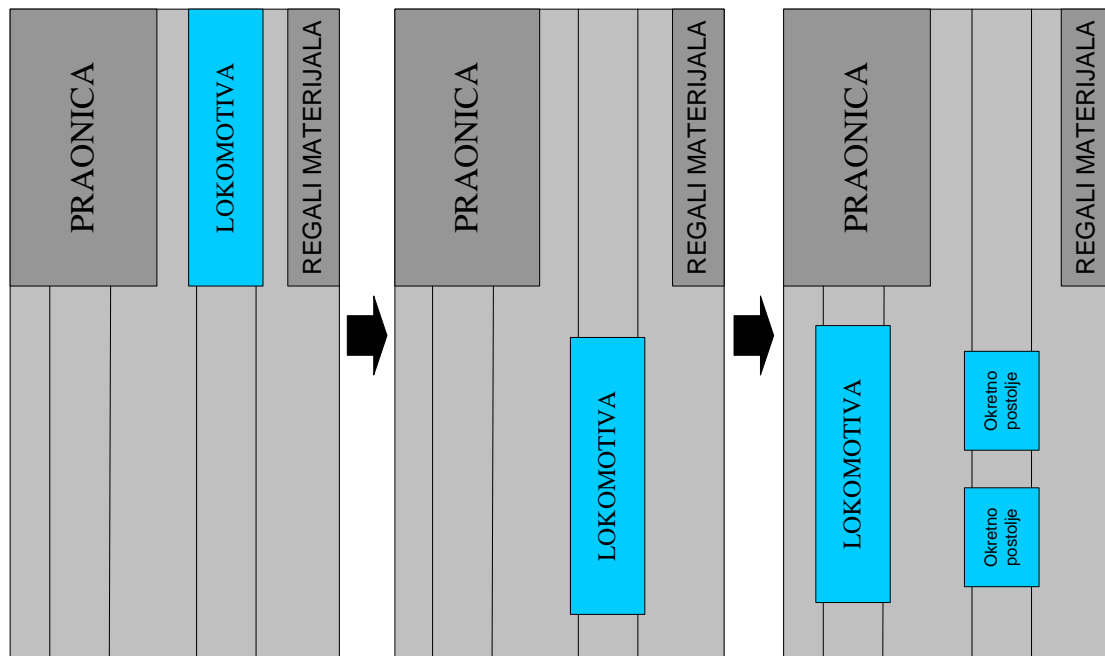 PRAONICA
LOKOMOTIVA
REGALI MATERIJALA
PRAONICA
LOKOMOTIVA
REGALI MATERIJALA
PRAONICA
LOKOMOTIVA
Okretno
postolje
Okretno
postolje
REGALI MATERIJALA